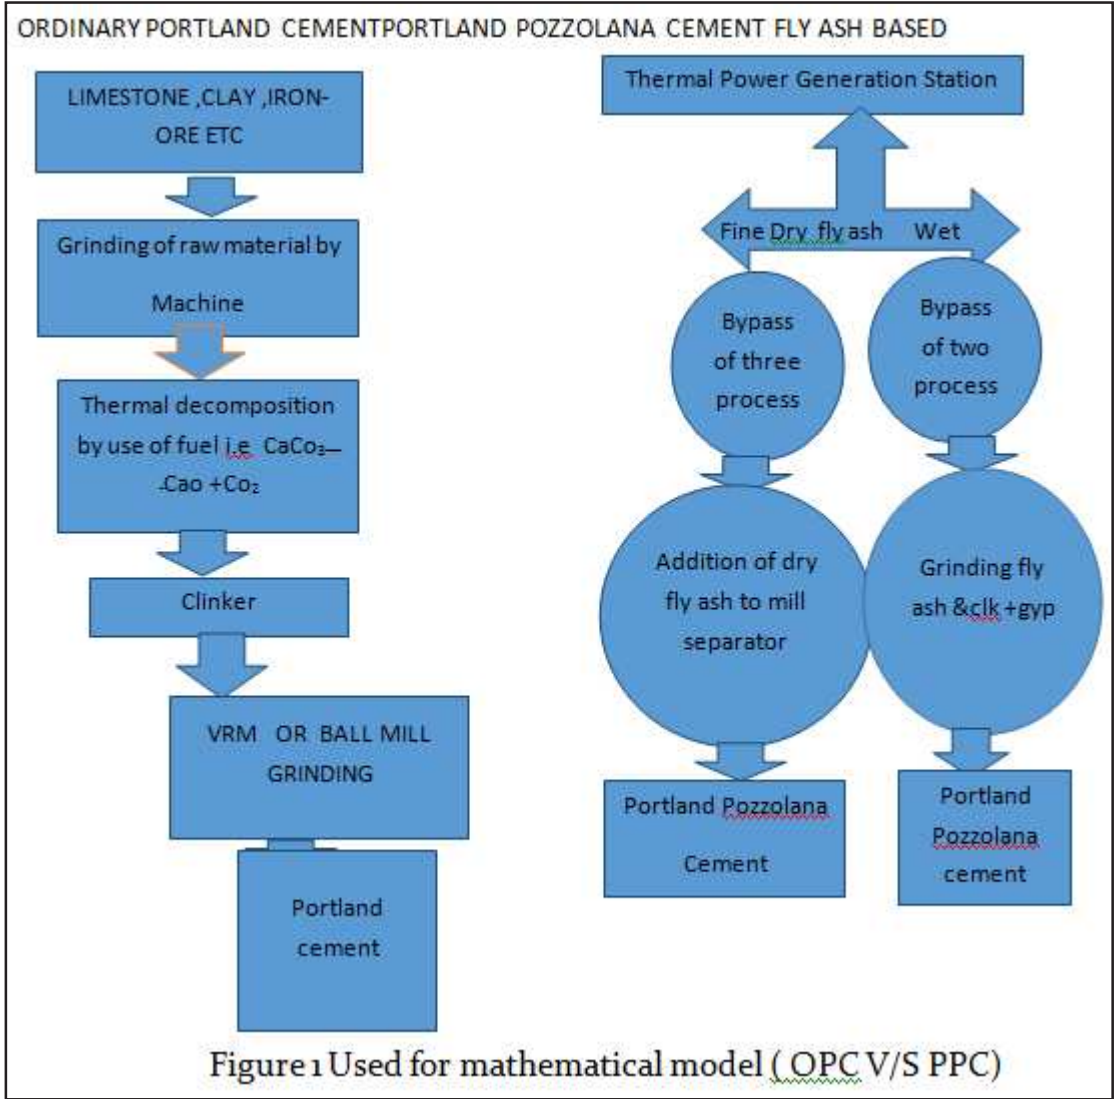 ORDINARY PORTLAND CEMENTPORTLAND POZZOLANA CEMENT FLY ASH BASED
LIMESTONE ,CLAY ,IRON-
ORE ETC
Grinding of raw material by
Machine
Thermal decomposition
by use of fuel i.e CaCo₃—
-Cao +Co₂
Clinker
VRM OR BALL MILL
GRINDING
Portland
cement
Thermal Power Generation Station
Fine Dry fly ash Wet
Bypass
of three
process
Bypass
of two
process
Addition of dry
fly ash to mill
separator
Grinding fly
ash &clk +gyp
Portland Pozzolana
Cement
Portland
Pozzolana
cement
Figure 1 Used for mathematical model ( OPC V/S PPC)